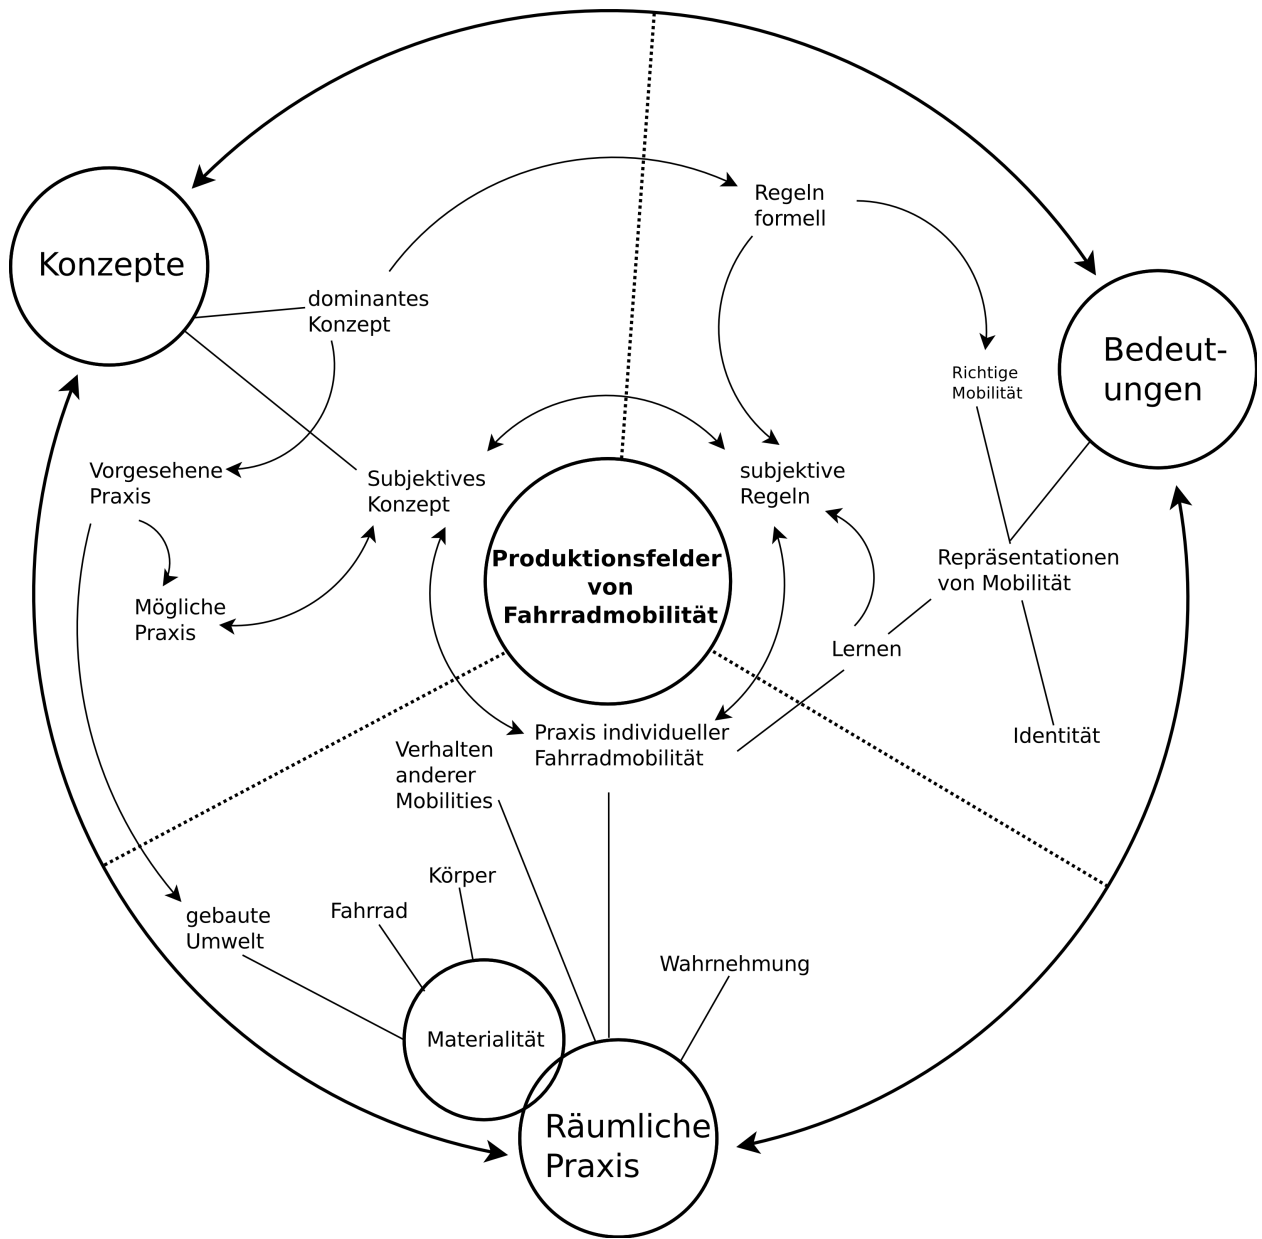 Regeln
formell
Konzepte
dominantes
Konzept
Bedeut-
ungen
Richtige
Mobilität
Vorgesehene
Praxis
Subjektives
Konzept
subjektive
Regeln
Produktionsfelder
von
Fahrradmobilität
Repräsentationen
von Mobilität
Mögliche
Praxis
Lernen
Praxis individueller
Fahrradmobilität
Identität
Verhalten
anderer
Mobilities
Körper
Fahrrad
gebaute
Umwelt
Wahrnehmung
Materialität
Räumliche
Praxis